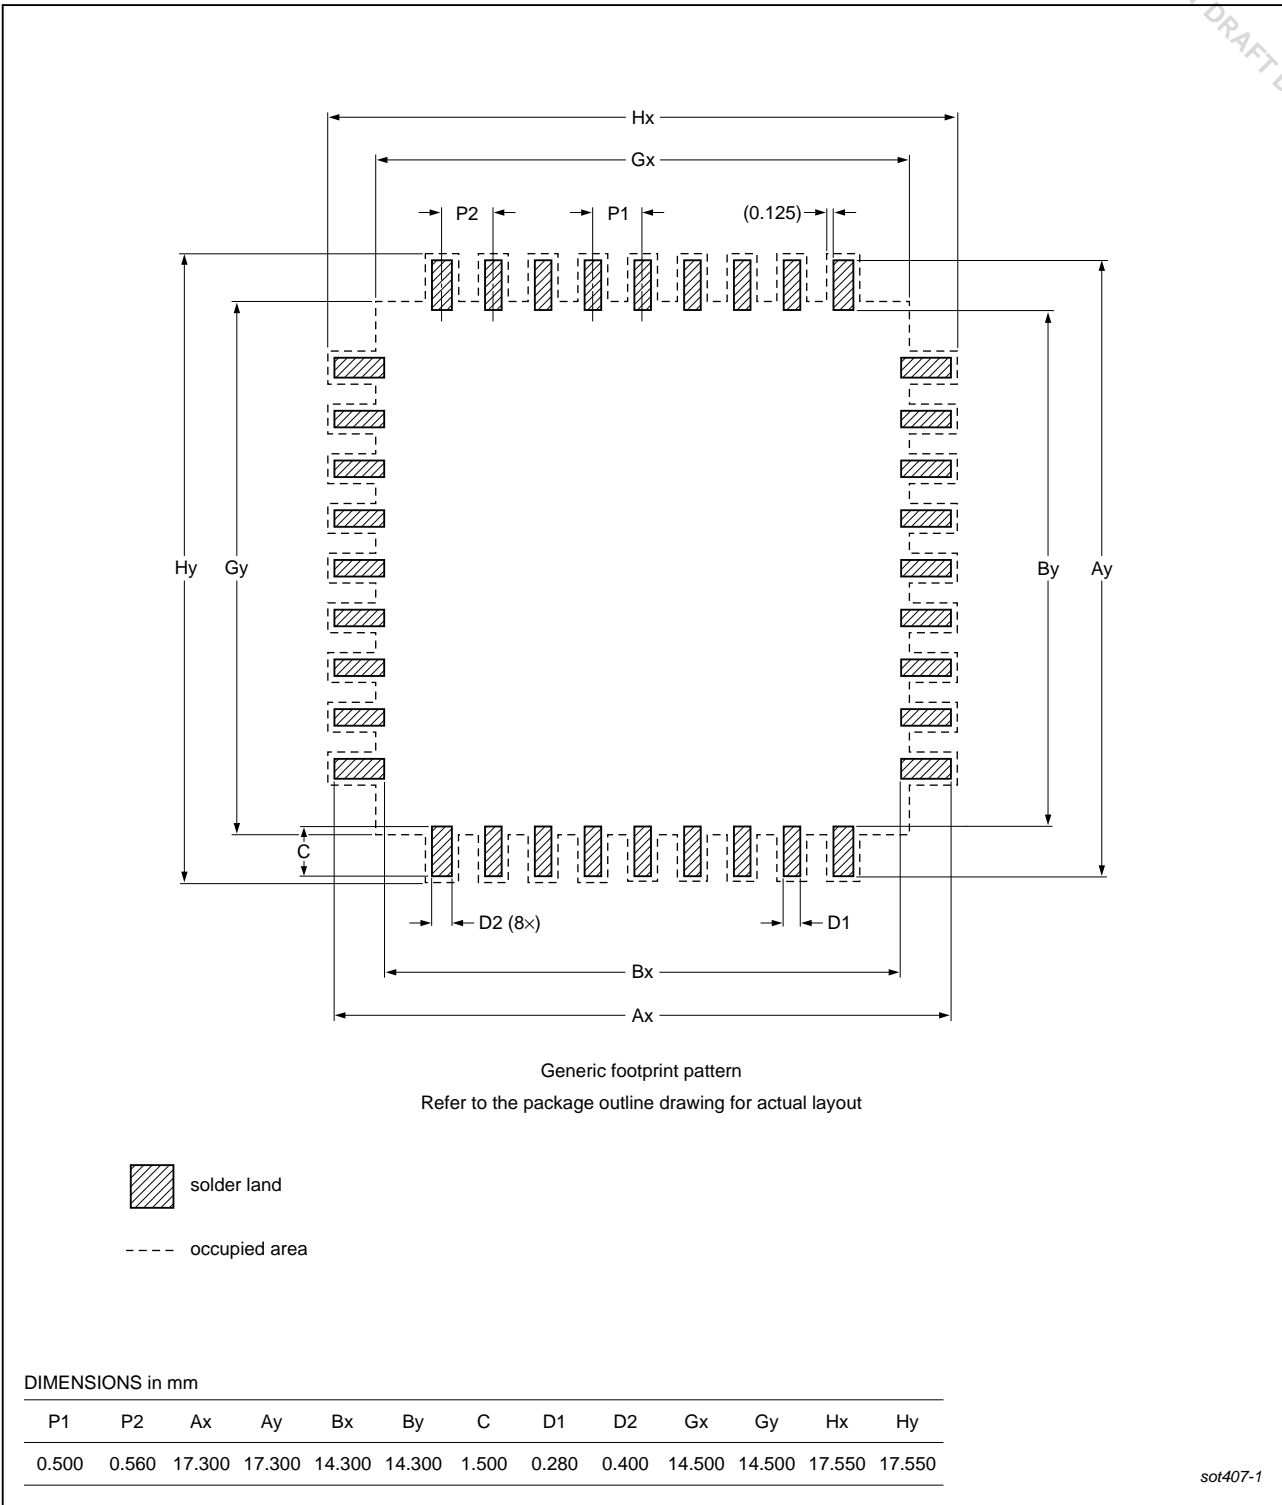 DRAFT
Hx
Gx
P2
P1
(0.125)
Hy
Gy
By
Ay
C
D2 (8×)
D1
Bx
Ax
Generic footprint pattern
Refer to the package outline drawing for actual layout
solder land
occupied area
DIMENSIONS in mm
P1 P2 Ax Ay Bx By C D1 D2 Gx Gy Hx Hy
0.500 0.560 17.300 17.300 14.300 14.300 1.500 0.280 0.400 14.500 14.500 17.550 17.550
sot407-1